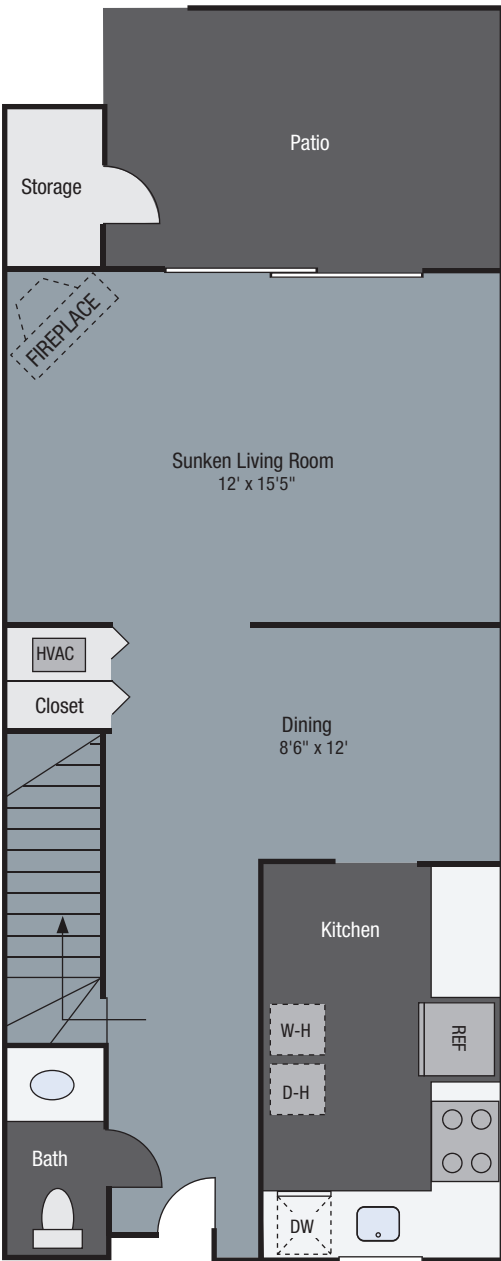 Patio
Storage
FIREPLACE
Sunken Living Room
12' x 15'5"
HVAC
Closet
Dining
8'6" x 12'
Kitchen
W-H
REF
D-H
Bath
DW